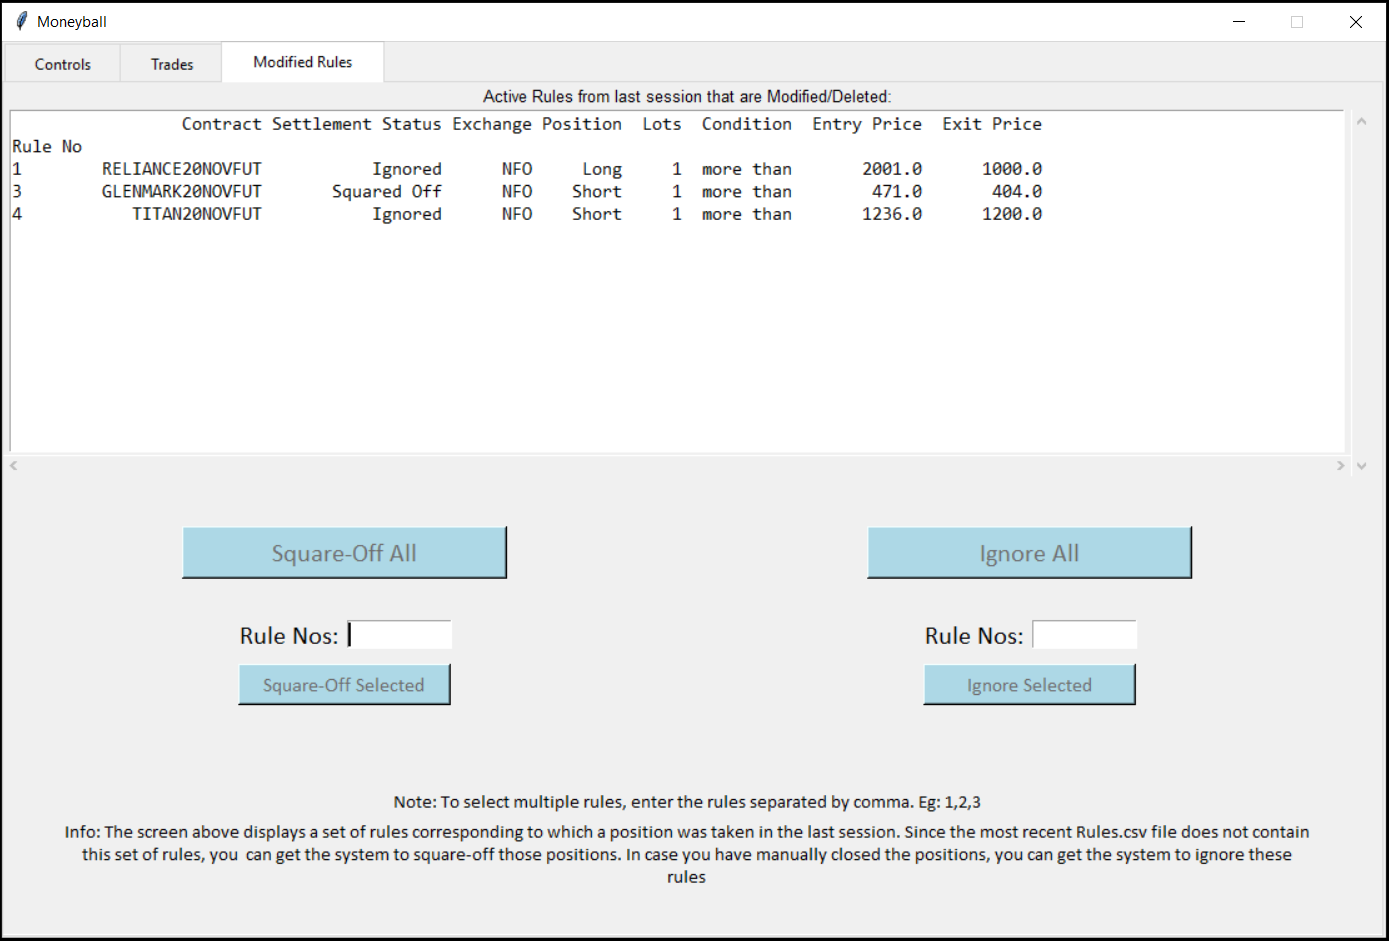 Moneyball
Controls Trades Modified Rules
Active Rules from last session that are Modified/Deleted:
Contract Settlement Status Exchange Position Lots Condition Entry Price Exit Price
Rule No
1 RELIANCE20NOVFUT Ignored NFO Long 1 more than 2001.0 1000.0
3 GLENMARK20NOVFUT Squared Off NFO Short 1 more than 471.0 404.0
4 TITAN20NOVFUT Ignored NFO Short 1 more than 1236.0 1200.0
Square-Off All Ignore All
Rule Nos: Rule Nos:
Square-Off Selected Ignore Selected
Note: To select multiple rules, enter the rules separated by comma. Eg: 1,2,3
Info: The screen above displays a set of rules corresponding to which a position was taken in the last session. Since the most recent Rules.csv file does not contain
this set of rules, you can get the system to square-off those positions. In case you have manually closed the positions, you can get the system to ignore these
rules